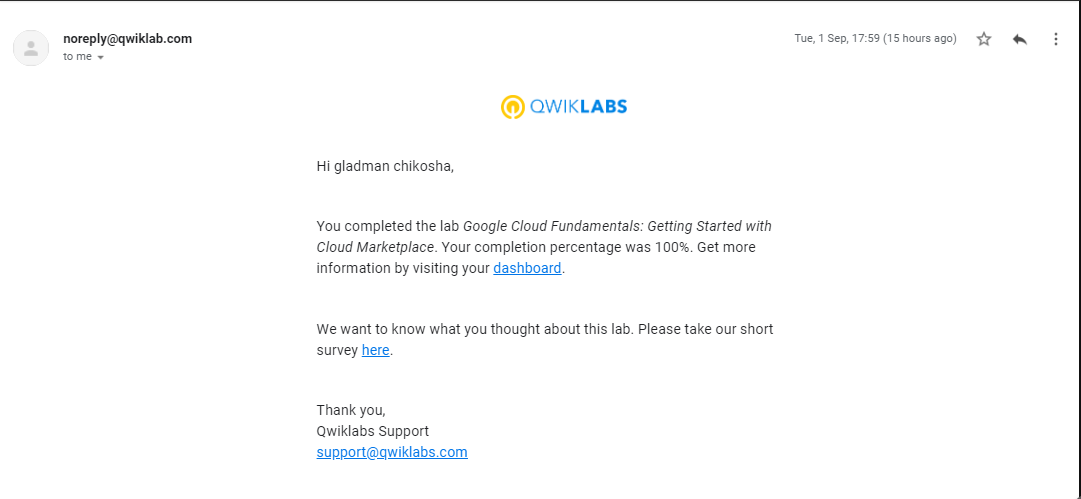 noreply@qwiklab.com
Tue, 1 Sep, 17:59 (15 hours ago)
to me
QWIKLABS
Hi gladman chikosha,
You completed the lab Google Cloud Fundamentals: Getting Started with
Cloud Marketplace. Your completion percentage was 100%. Get more
information by visiting your dashboard.
We want to know what you thought about this lab. Please take our short
survey here.
Thank you,
Qwiklabs Support
support@qwiklabs.com